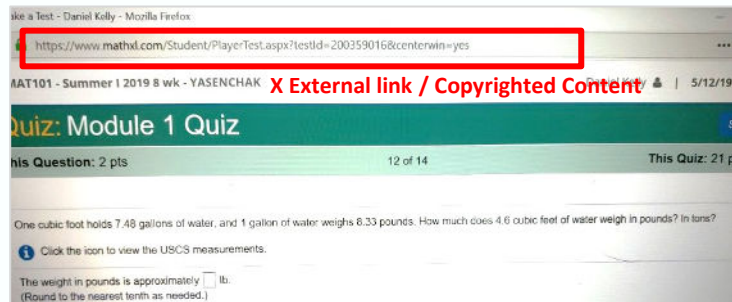 ake a Test - Daniel Kelly - Mozilla Firefox
https://www.mathxl.com/Student/PlayerTest.aspx?testId=200359016&centerwin=yes
MAT101 - Summer I 2019 8 wk - YASENCHAK X External link / Copyrighted Content Daniel Kelly | 5/12/19
Quiz: Module 1 Quiz
his Question: 2 pts 12 of 14 This Quiz: 21 p
One cubic foot holds 7.48 gallons of water, and 1 gallon of water weighs 8.33 pounds. How much does 4.6 cubic feet of water weigh in pounds? In tons?
Click the icon to view the USCS measurements.
The weight in pounds is approximately lb.
(Round to the nearest tenth as needed.)